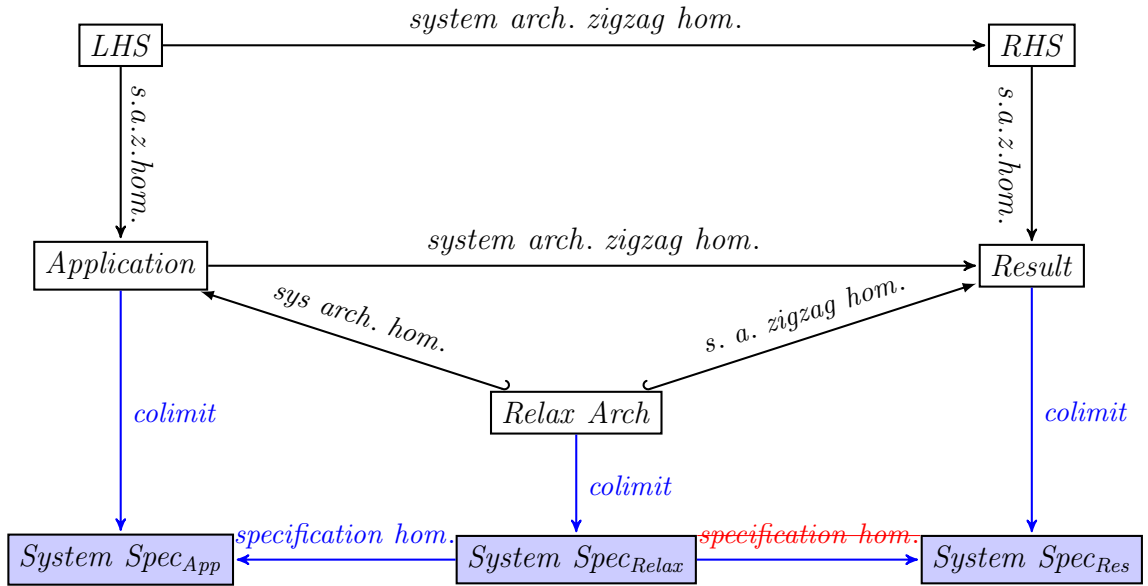 LHS
system arch. zigzag hom.
RHS
s.a.z.hom.
s.a.z.hom.
Application
system arch. zigzag hom.
Result
sys arch. hom.
s. a. zigzag hom.
Relax Arch
colimit
colimit
colimit
System Spec_App
specification hom.
System Spec_Relax
specification hom.
System Spec_Res